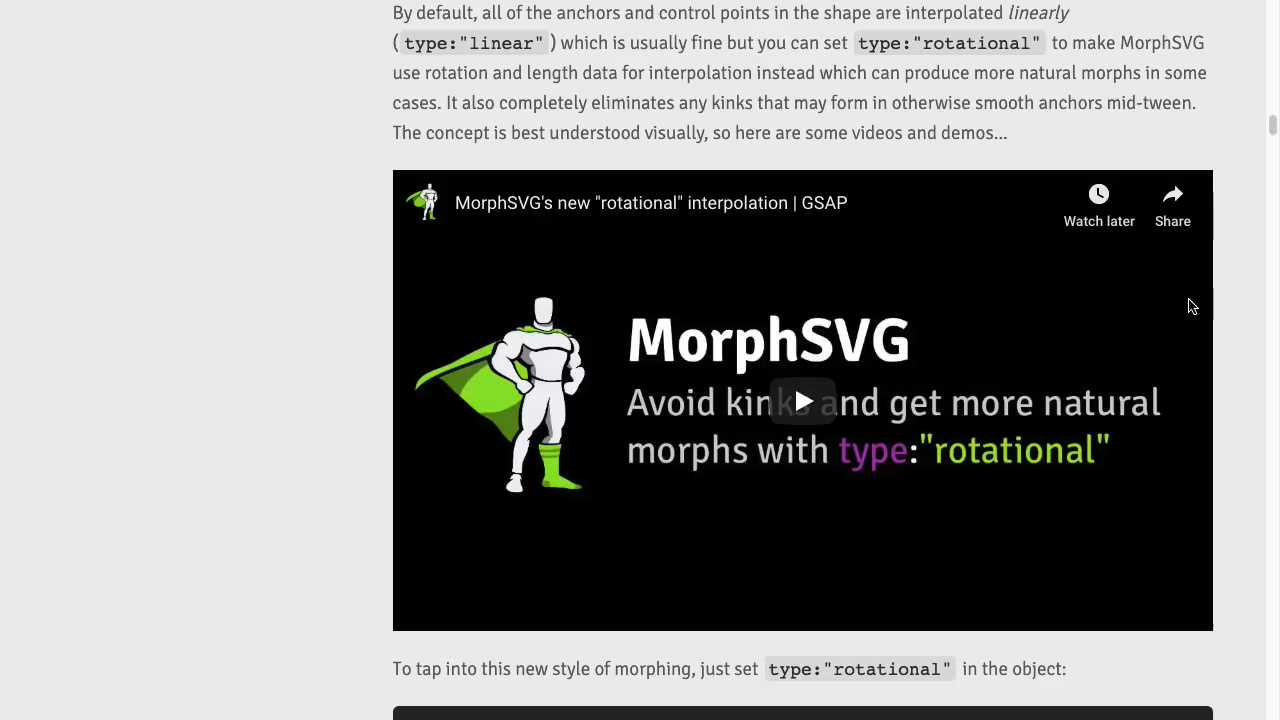 By default, all of the anchors and control points in the shape are interpolated linearly
(type:"linear") which is usually fine but you can set type:"rotational" to make MorphSVG
use rotation and length data for interpolation instead which can produce more natural morphs in some
cases. It also completely eliminates any kinks that may form in otherwise smooth anchors mid-tween.
The concept is best understood visually, so here are some videos and demos...
MorphSVG's new "rotational" interpolation | GSAP
Watch later
Share
MorphSVG
Avoid kinks and get more natural
morphs with type:"rotational"
To tap into this new style of morphing, just set type:"rotational" in the object: